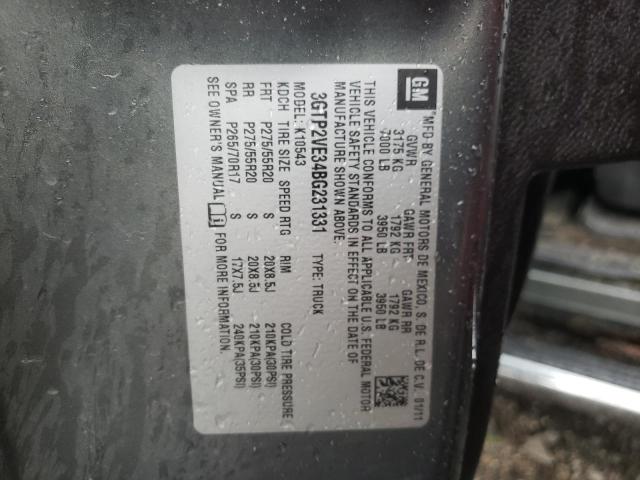 GM
*MFD BY GENERAL MOTORS DE MEXICO, S. DE R.L. DE C.V. 01/11
GVWR GAWR FRT GAWR RR
3175 KG 1792 KG 1792 KG
7000 LB 3950 LB 3950 LB
THIS VEHICLE CONFORMS TO ALL APPLICABLE U.S. FEDERAL MOTOR
VEHICLE SAFETY STANDARDS IN EFFECT ON THE DATE OF
MANUFACTURE SHOWN ABOVE.
3GTP2VE34BG231331 TYPE: TRUCK
MODEL: K10543
KDCH TIRE SIZE SPEED RTG RIM COLD TIRE PRESSURE
FRT P275/55R20 S 20X8.5J 210KPA(30PSI)
RR P275/55R20 S 20X8.5J 210KPA(30PSI)
SPA P265/70R17 S 17X7.5J 240KPA(35PSI)
SEE OWNER'S MANUAL FOR MORE INFORMATION.